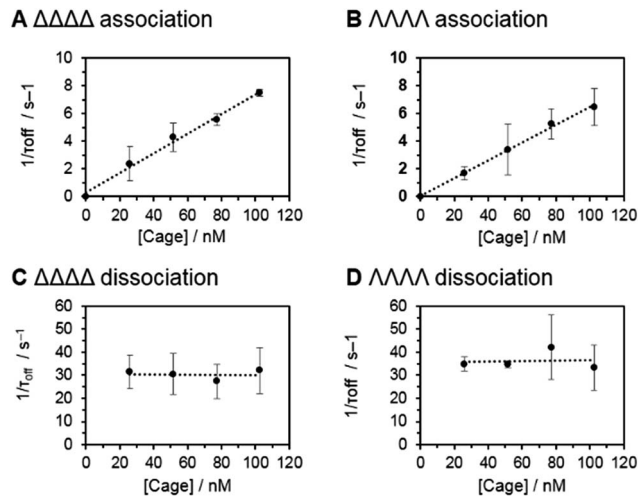 A ΔΔΔΔ association
1/τoff / s–1
10
8
6
4
2
0
0 20 40 60 80 100 120
[Cage] / nM
B ΛΛΛΛ association
1/τoff / s–1
10
8
6
4
2
0
0 20 40 60 80 100 120
[Cage] / nM
C ΔΔΔΔ dissociation
1/τoff / s⁻¹
60
50
40
30
20
10
0
0 20 40 60 80 100 120
[Cage] / nM
D ΛΛΛΛ dissociation
1/τoff / s–1
60
50
40
30
20
10
0
0 20 40 60 80 100 120
[Cage] / nM